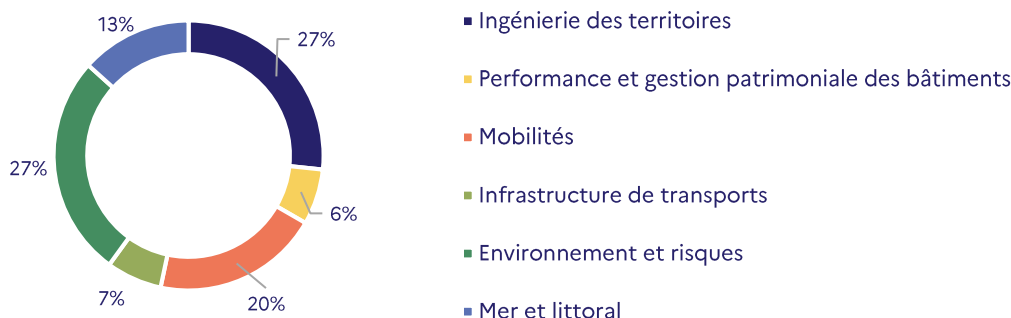 13%
27%
27%
6%
7%
20%
Ingénierie des territoires
Performance et gestion patrimoniale des bâtiments
Mobilités
Infrastructure de transports
Environnement et risques
Mer et littoral